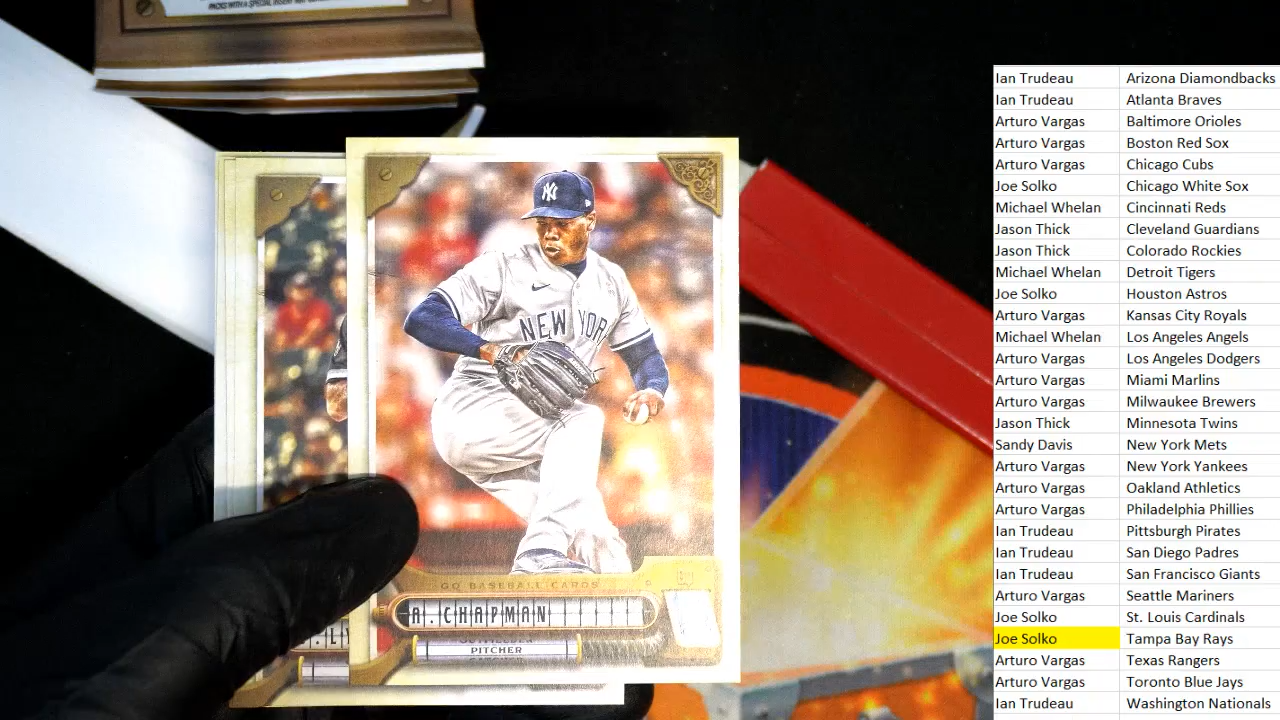 PACKS WITH A SPECIAL INSERT
NY
NEW YOR
GQ BASEBALL CARDS
A. CHAPMAN
PITCHER
. LY
Ian Trudeau Arizona Diamondbacks
Ian Trudeau Atlanta Braves
Arturo Vargas Baltimore Orioles
Arturo Vargas Boston Red Sox
Arturo Vargas Chicago Cubs
Joe Solko Chicago White Sox
Michael Whelan Cincinnati Reds
Jason Thick Cleveland Guardians
Jason Thick Colorado Rockies
Michael Whelan Detroit Tigers
Joe Solko Houston Astros
Arturo Vargas Kansas City Royals
Michael Whelan Los Angeles Angels
Arturo Vargas Los Angeles Dodgers
Arturo Vargas Miami Marlins
Arturo Vargas Milwaukee Brewers
Jason Thick Minnesota Twins
Sandy Davis New York Mets
Arturo Vargas New York Yankees
Arturo Vargas Oakland Athletics
Arturo Vargas Philadelphia Phillies
Ian Trudeau Pittsburgh Pirates
Ian Trudeau San Diego Padres
Ian Trudeau San Francisco Giants
Arturo Vargas Seattle Mariners
Joe Solko St. Louis Cardinals
Joe Solko Tampa Bay Rays
Arturo Vargas Texas Rangers
Arturo Vargas Toronto Blue Jays
Ian Trudeau Washington Nationals